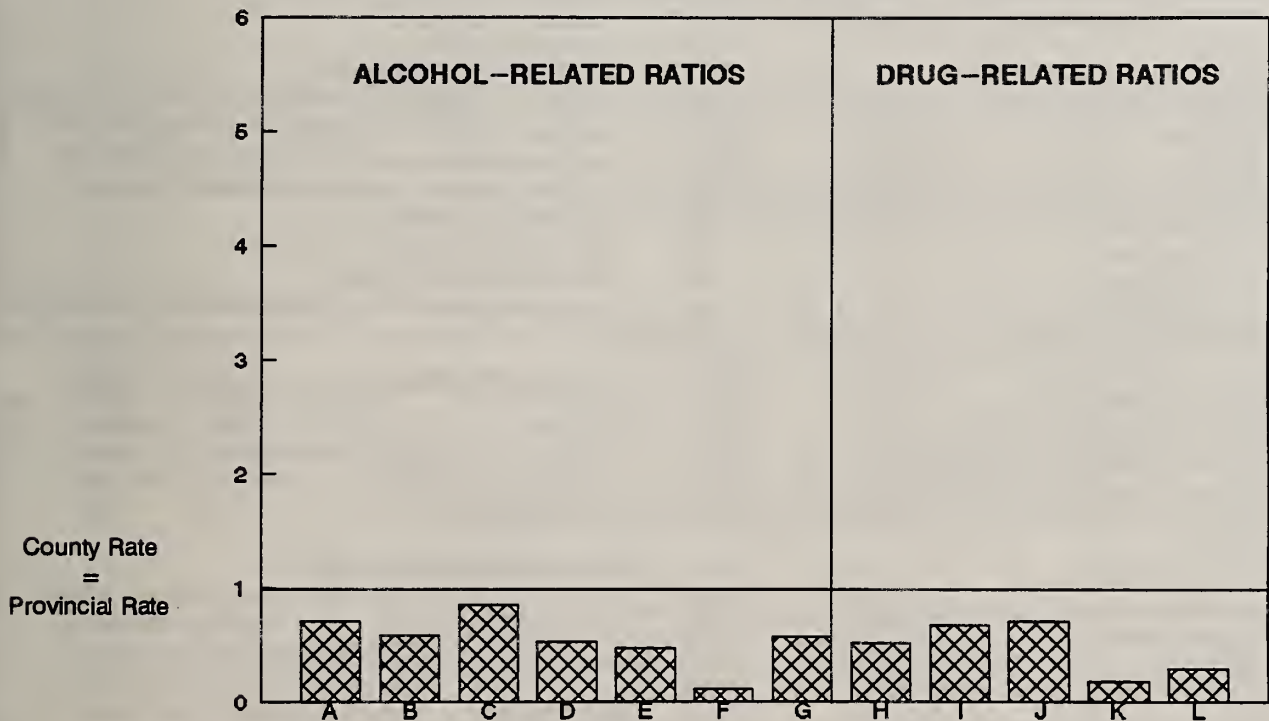 6
ALCOHOL-RELATED RATIOS
DRUG-RELATED RATIOS
5
4
3
2
County Rate
=
Provincial Rate
1
0
A B C D E F G H I J K L